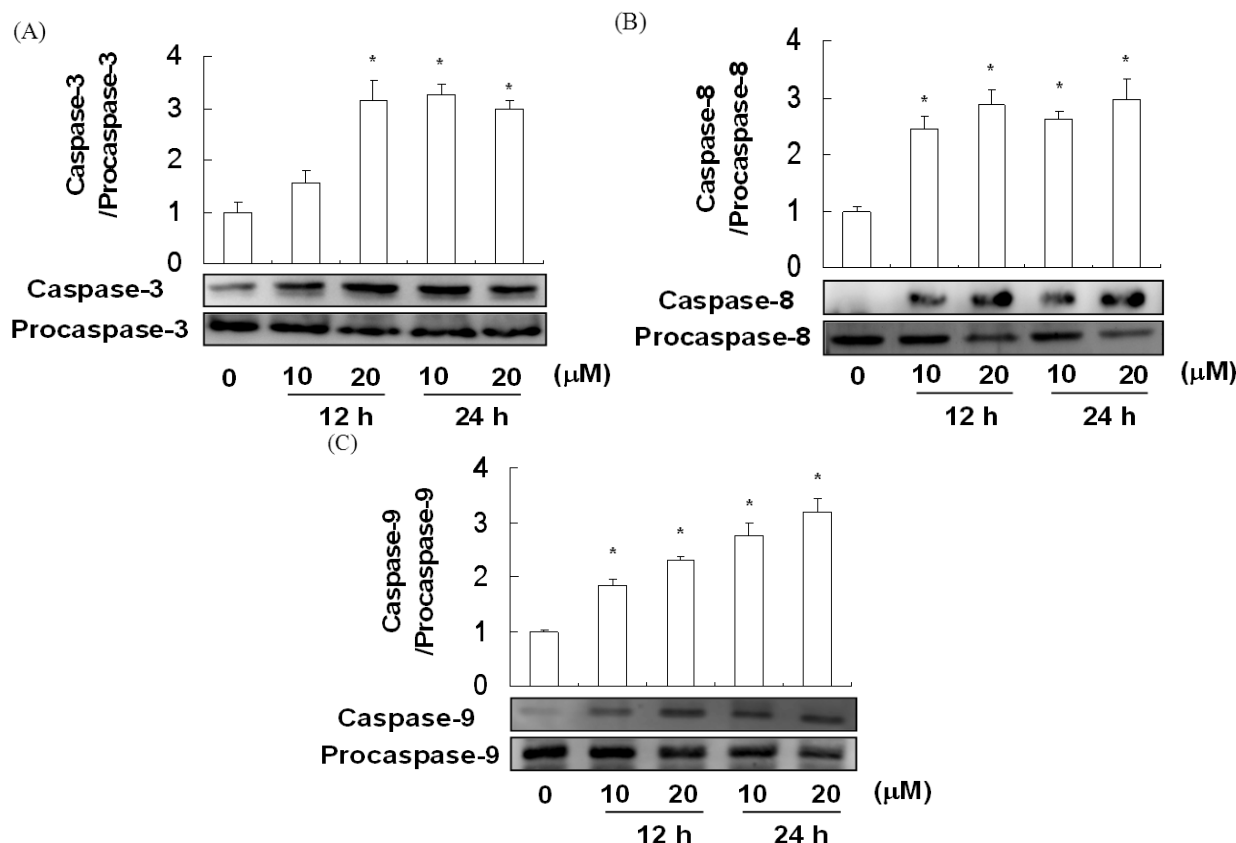 (A)
Caspase-3
/Procaspase-3
4
3
2
1
0
*
*
*
Caspase-3
Procaspase-3
0
10
20
10
20
(μM)
12 h
24 h
(B)
Caspase-8
/Procaspase-8
4
3
2
1
0
*
*
*
*
Caspase-8
Procaspase-8
0
10
20
10
20
(μM)
12 h
24 h
(C)
Caspase-9
/Procaspase-9
4
3
2
1
0
*
*
*
*
Caspase-9
Procaspase-9
0
10
20
10
20
(μM)
12 h
24 h